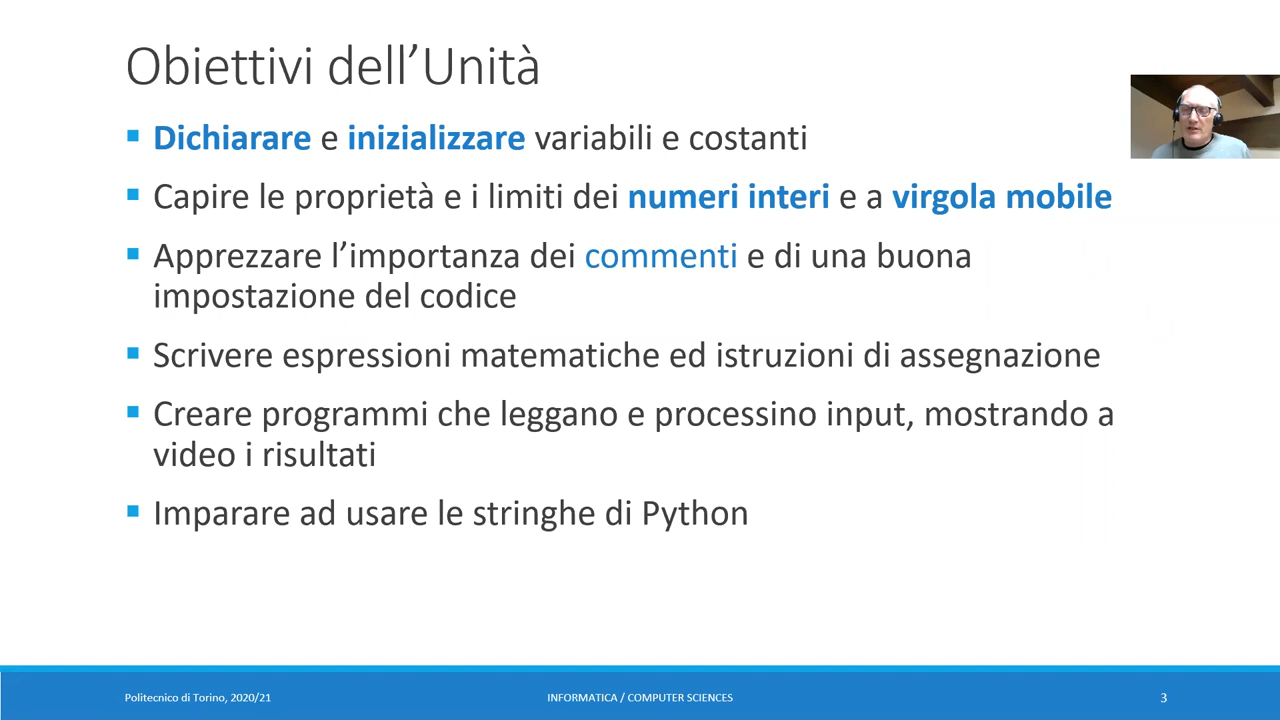 Obiettivi dell’Unità
▪ Dichiarare e inizializzare variabili e costanti
▪ Capire le proprietà e i limiti dei numeri interi e a virgola mobile
▪ Apprezzare l’importanza dei commenti e di una buona
impostazione del codice
▪ Scrivere espressioni matematiche ed istruzioni di assegnazione
▪ Creare programmi che leggano e processino input, mostrando a
video i risultati
▪ Imparare ad usare le stringhe di Python
Politecnico di Torino, 2020/21
INFORMATICA / COMPUTER SCIENCES
3